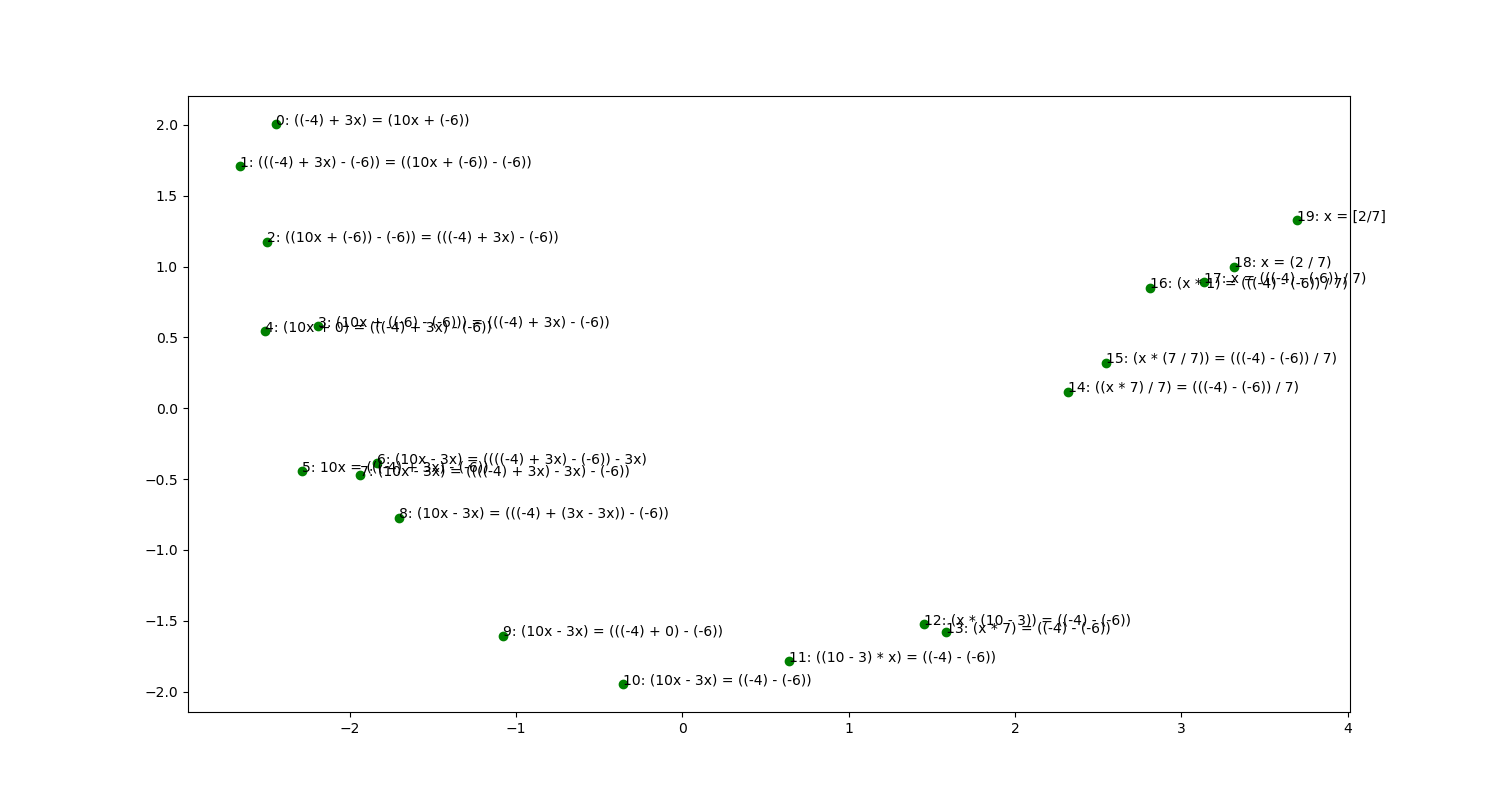 2.0
1.5
1.0
0.5
0.0
−0.5
−1.0
−1.5
−2.0
0: ((-4) + 3x) = (10x + (-6))
1: (((-4) + 3x) - (-6)) = ((10x + (-6)) - (-6))
2: ((10x + (-6)) - (-6)) = (((-4) + 3x) - (-6))
3: (10x + ((-6) - (-6))) = (((-4) + 3x) - (-6))
4: (10x + 0) = (((-4) + 3x) - (-6))
5: 10x = (((-4) + 3x) - (-6))
6: (10x - 3x) = ((((-4) + 3x) - (-6)) - 3x)
7: (10x - 3x) = ((((-4) + 3x) - 3x) - (-6))
8: (10x - 3x) = (((-4) + (3x - 3x)) - (-6))
9: (10x - 3x) = (((-4) + 0) - (-6))
10: (10x - 3x) = ((-4) - (-6))
11: ((10 - 3) * x) = ((-4) - (-6))
12: (x * (10 - 3)) = ((-4) - (-6))
13: (x * 7) = ((-4) - (-6))
14: ((x * 7) / 7) = (((-4) - (-6)) / 7)
15: (x * (7 / 7)) = (((-4) - (-6)) / 7)
16: (x * 1) = (((-4) - (-6)) / 7)
17: x = (((-4) - (-6)) / 7)
18: x = (2 / 7)
19: x = [2/7]
−2
−1
0
1
2
3
4